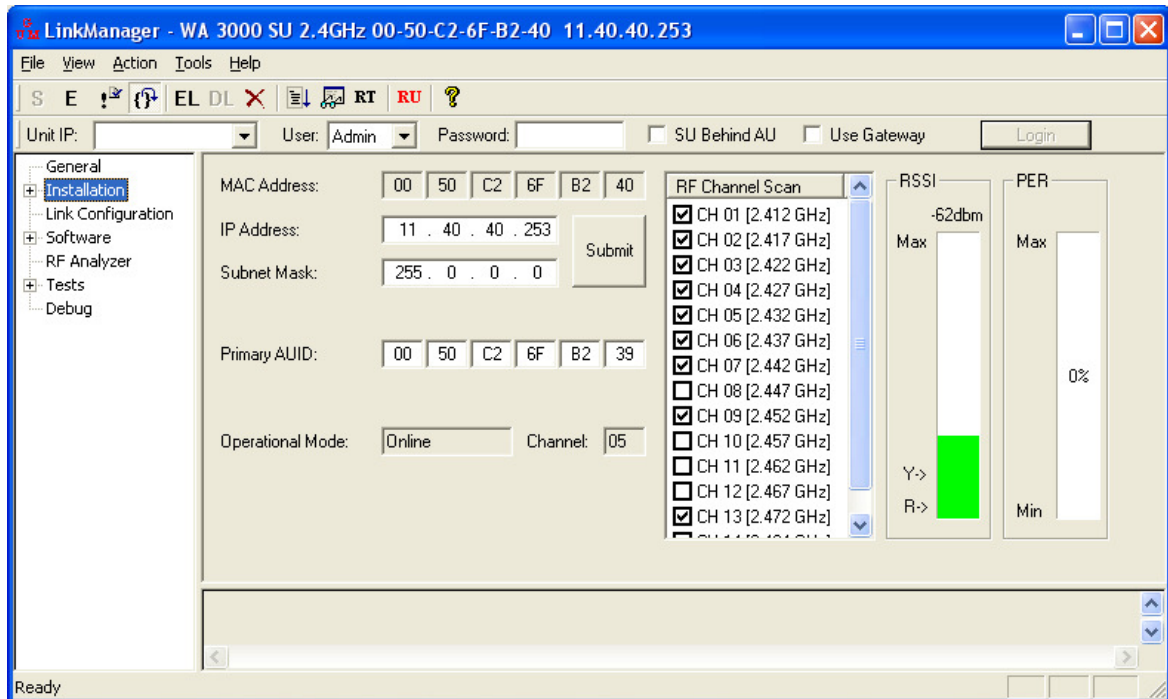 LinkManager - WA 3000 SU 2.4GHz 00-50-C2-6F-B2-40 11.40.40.253
File View Action Tools Help
S E EL DL RT RU
Unit IP: User: Admin Password: SU Behind AU Use Gateway Login
General
Installation
Link Configuration
Software
RF Analyzer
Tests
Debug
MAC Address: 00 50 C2 6F B2 40
IP Address: 11 . 40 . 40 . 253
Submit
Subnet Mask: 255 . 0 . 0 . 0
Primary AUID: 00 50 C2 6F B2 39
Operational Mode: Online Channel: 05
RF Channel Scan
CH 01 [2.412 GHz]
CH 02 [2.417 GHz]
CH 03 [2.422 GHz]
CH 04 [2.427 GHz]
CH 05 [2.432 GHz]
CH 06 [2.437 GHz]
CH 07 [2.442 GHz]
CH 08 [2.447 GHz]
CH 09 [2.452 GHz]
CH 10 [2.457 GHz]
CH 11 [2.462 GHz]
CH 12 [2.467 GHz]
CH 13 [2.472 GHz]
RSSI
-62dbm
Max
Y->
R->
PER
Max
0%
Min
Ready